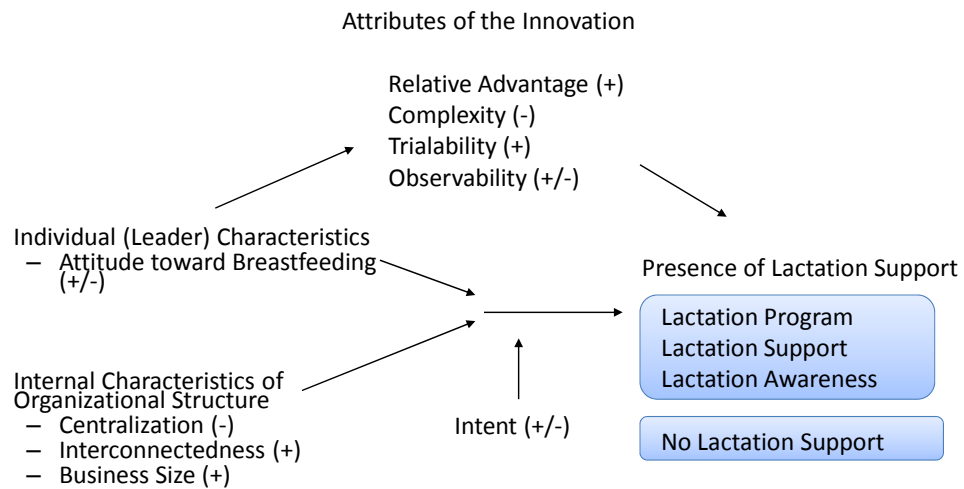 Attributes of the Innovation
Relative Advantage (+)
Complexity (-)
Trialability (+)
Observability (+/-)
Individual (Leader) Characteristics
– Attitude toward Breastfeeding
(+/-)
Presence of Lactation Support
Lactation Program
Lactation Support
Lactation Awareness
Internal Characteristics of
Organizational Structure
– Centralization (-)
– Interconnectedness (+)
– Business Size (+)
Intent (+/-)
No Lactation Support